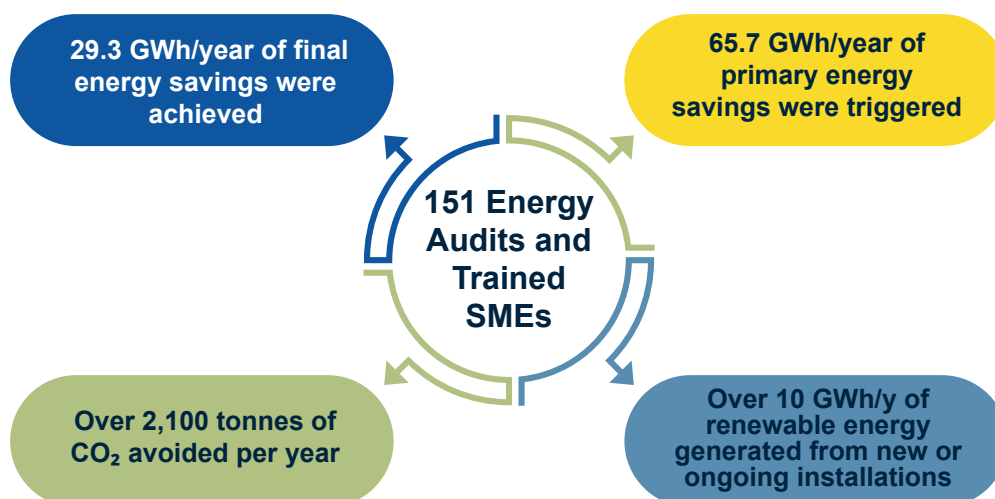 29.3 GWh/year of final
energy savings were
achieved
65.7 GWh/year of
primary energy
savings were triggered
151 Energy
Audits and
Trained
SMEs
Over 2,100 tonnes of
CO₂ avoided per year
Over 10 GWh/y of
renewable energy
generated from new or
ongoing installations